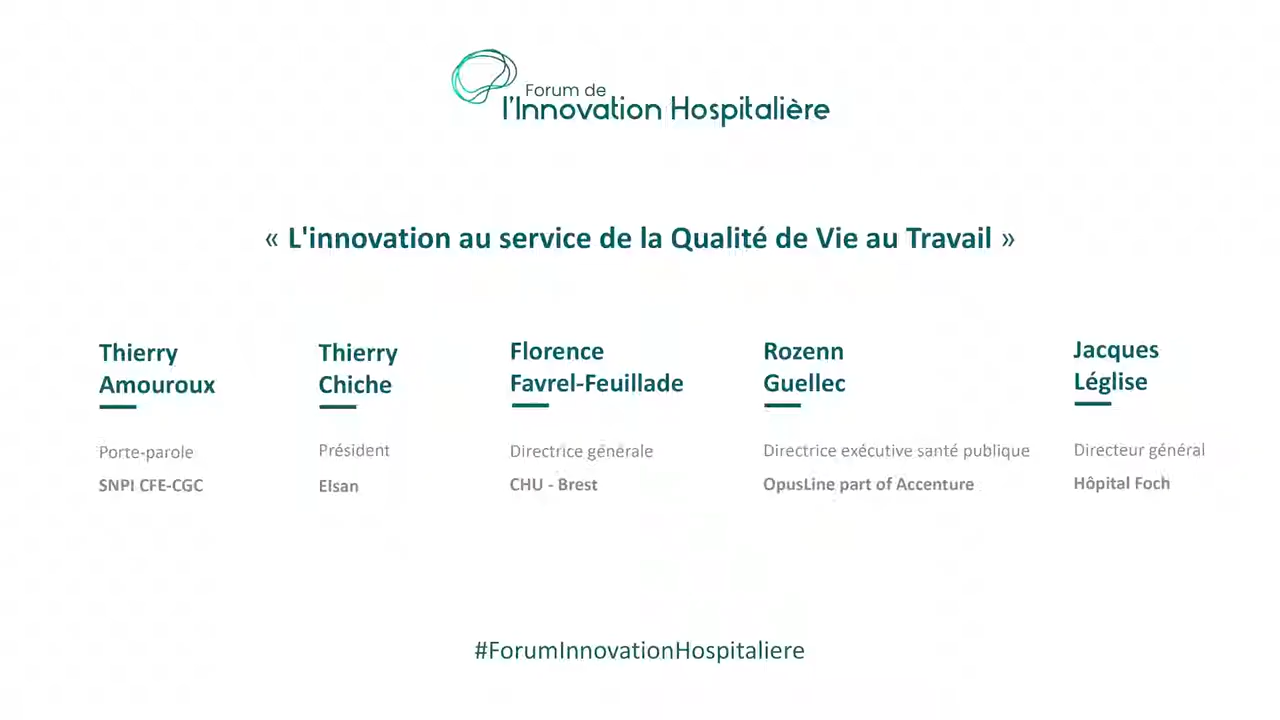 Forum de
l'Innovation Hospitalière
« L'innovation au service de la Qualité de Vie au Travail »
Thierry
Amouroux
Porte-parole
SNPI CFE-CGC
Thierry
Chiche
Président
Elsan
Florence
Favrel-Feuillade
Directrice générale
CHU - Brest
Rozenn
Guellec
Directrice exécutive santé publique
OpusLine part of Accenture
Jacques
Léglise
Directeur général
Hôpital Foch
#ForumInnovationHospitaliere